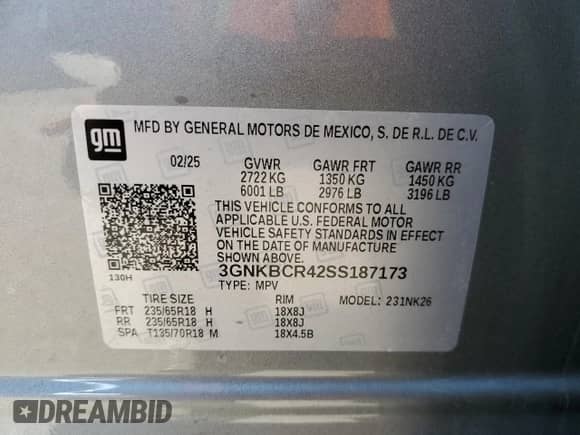 gm
MFD BY GENERAL MOTORS DE MEXICO, S. DE R.L. DE C.V.
02/25 GVWR GAWR FRT GAWR RR
2722 KG 1350 KG 1450 KG
6001 LB 2976 LB 3196 LB
THIS VEHICLE CONFORMS TO ALL
APPLICABLE U.S. FEDERAL MOTOR
VEHICLE SAFETY STANDARDS IN EFFECT
ON THE DATE OF MANUFACTURE
SHOWN ABOVE.
130H
3GNKBCR42SS187173
TYPE: MPV MODEL: 231NK26
TIRE SIZE RIM
FRT 235/65R18 H 18X8J
RR 235/65R18 H 18X8J
SPA T135/70R18 M 18X4.5B
DREAMBID